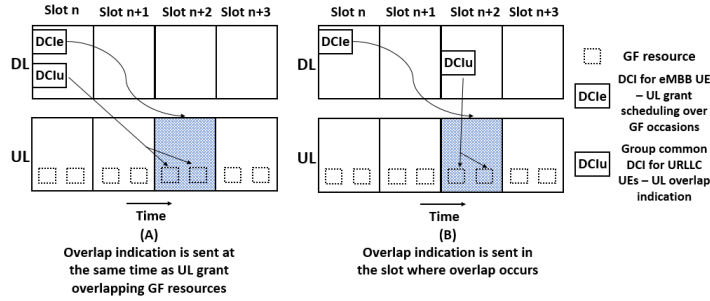 Slot n Slot n+1 Slot n+2 Slot n+3
DL
DCIe
DCIu
UL
Time
(A)
Overlap indication is sent at
the same time as UL grant
overlapping GF resources
Slot n Slot n+1 Slot n+2 Slot n+3
DL
DCIe
DCIu
UL
Time
(B)
Overlap indication is sent in
the slot where overlap occurs
GF resource
DCIe
DCI for eMBB UE
– UL grant
scheduling over
GF occasions
DCIu
Group common
DCI for URLLC
UEs – UL overlap
indication